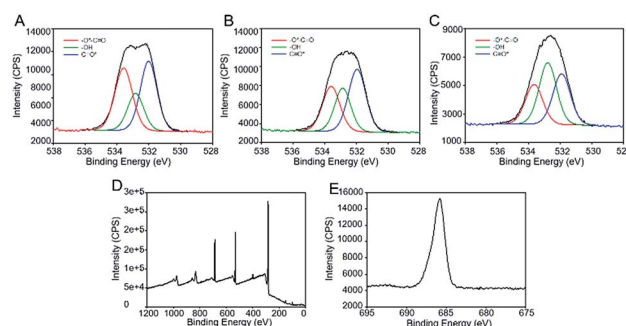 A
Intensity (CPS)
14000
12000
10000
8000
6000
4000
2000
-O*-C=O
-OH
C=O*
538 536 534 532 530 528
Binding Energy (eV)
B
Intensity (CPS)
14000
12000
10000
8000
6000
4000
2000
-O*-C=O
-OH
C=O*
538 536 534 532 530 528
Binding Energy (eV)
C
Intensity (CPS)
9000
7000
5000
3000
1000
-O*-C=O
-OH
C=O*
538 536 534 532 530 52
Binding Energy (eV)
D
Intensity (CPS)
3e+5
3e+5
2e+5
2e+5
1e+5
5e+4
0
1200 1000 800 600 400 200 0
Binding Energy (eV)
E
Intensity (CPS)
16000
14000
12000
10000
8000
6000
4000
2000
695 690 685 680 675
Binding Energy (eV)